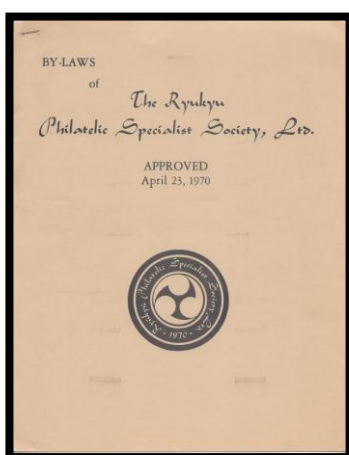 BY-LAWS
of
The Ryukyu
Philatelic Specialist Society, Ltd.
APPROVED
April 23, 1970
Ryukyu Philatelic Specialist Society Ltd.
• 1970 •